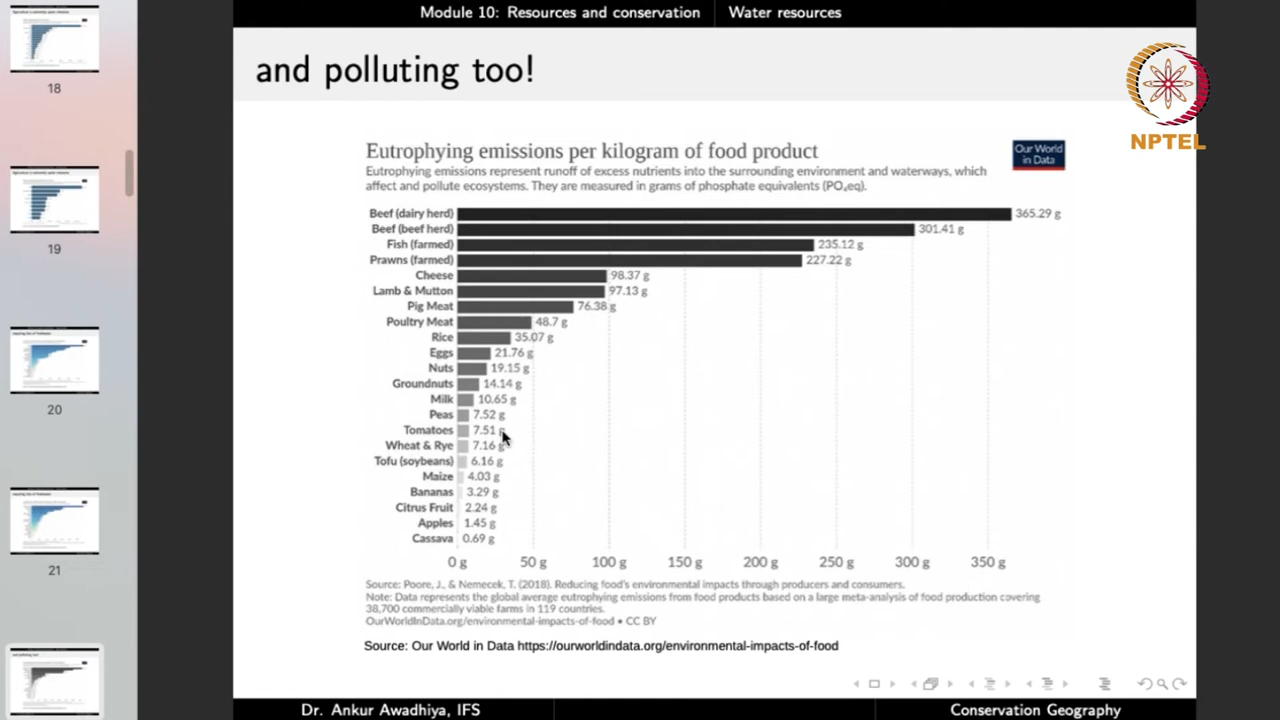 Module 10: Resources and conservation Water resources
and polluting too!
NPTEL
Eutrophying emissions per kilogram of food product
Our World in Data
Eutrophying emissions represent runoff of excess nutrients into the surrounding environment and waterways, which
affect and pollute ecosystems. They are measured in grams of phosphate equivalents (PO₄eq).
Beef (dairy herd) 365.29 g
Beef (beef herd) 301.41 g
Fish (farmed) 235.12 g
Prawns (farmed) 227.22 g
Cheese 98.37 g
Lamb & Mutton 97.13 g
Pig Meat 76.38 g
Poultry Meat 48.7 g
Rice 35.07 g
Eggs 21.76 g
Nuts 19.15 g
Groundnuts 14.14 g
Milk 10.65 g
Peas 7.52 g
Tomatoes 7.51 g
Wheat & Rye 7.16 g
Tofu (soybeans) 6.16 g
Maize 4.03 g
Bananas 3.29 g
Citrus Fruit 2.24 g
Apples 1.45 g
Cassava 0.69 g
0 g 50 g 100 g 150 g 200 g 250 g 300 g 350 g
Source: Poore, J., & Nemecek, T. (2018). Reducing food's environmental impacts through producers and consumers.
Note: Data represents the global average eutrophying emissions from food products based on a large meta-analysis of food production covering
38,700 commercially viable farms in 119 countries.
OurWorldInData.org/environmental-impacts-of-food • CC BY
Source: Our World in Data https://ourworldindata.org/environmental-impacts-of-food
Dr. Ankur Awadhiya, IFS Conservation Geography
18
19
20
21